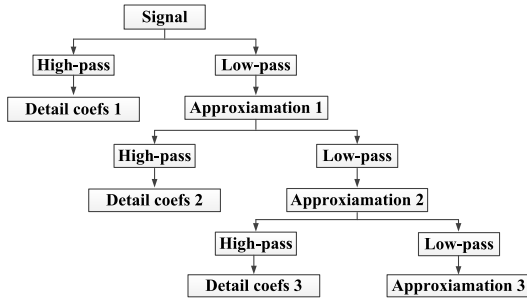 Signal
High-pass
Low-pass
Detail coefs 1
Approxiamation 1
High-pass
Low-pass
Detail coefs 2
Approxiamation 2
High-pass
Low-pass
Detail coefs 3
Approxiamation 3